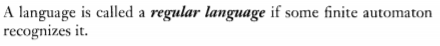 A language is called a regular language if some finite automaton
recognizes it.